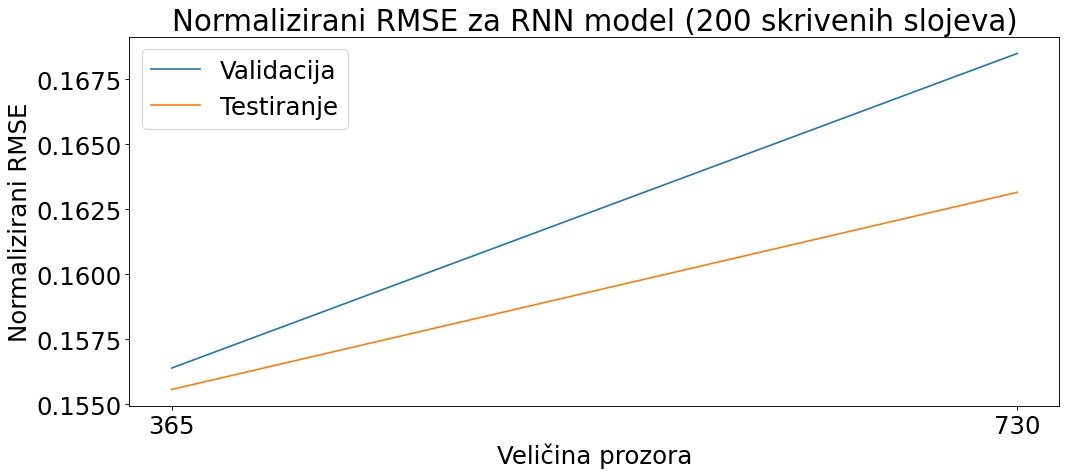 Normalizirani RMSE za RNN model (200 skrivenih slojeva)
Validacija
Testiranje
Normalizirani RMSE
0.1675
0.1650
0.1625
0.1600
0.1575
0.1550
365
730
Veličina prozora